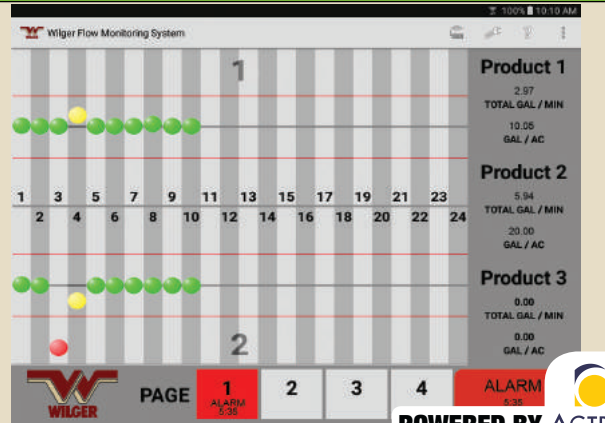 100% 10:10 AM
Wilger Flow Monitoring System
1
Product 1
2.97
TOTAL GAL / MIN
10.05
GAL / AC
Product 2
5.94
TOTAL GAL / MIN
20.00
GAL / AC
1 3 5 7 9 11 13 15 17 19 21 23
2 4 6 8 10 12 14 16 18 20 22 24
Product 3
0.00
TOTAL GAL / MIN
0.00
GAL / AC
2
WILGER
PAGE
1
ALARM
5:35
2
3
4
ALARM
5:35
POWERED BY